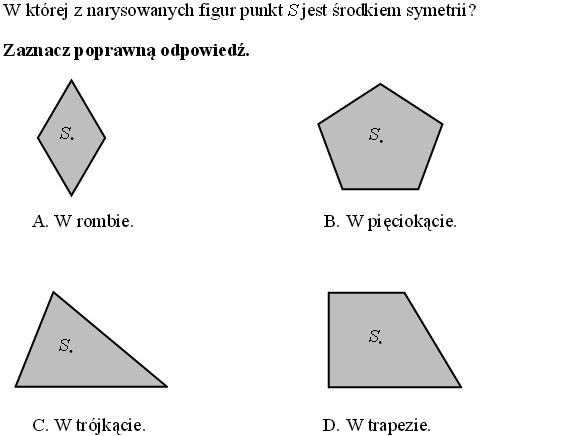 W której z narysowanych figur punkt S jest środkiem symetrii?
Zaznacz poprawną odpowiedź.
S.
S.
A. W rombie.
B. W pięciokącie.
S.
S.
C. W trójkącie.
D. W trapezie.